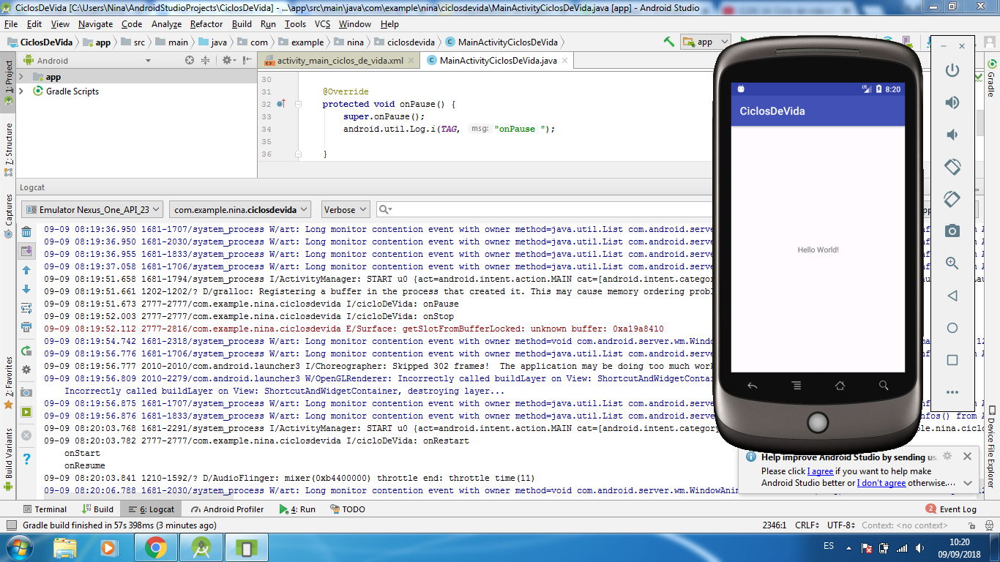 CiclosDeVida [C:\Users\Nina\AndroidStudioProjects\CiclosDeVida] - ...\app\src\main\java\com\example\nina\ciclosdevida\MainActivityCiclosDeVida.java [app] - Android Studio
File Edit View Navigate Code Analyze Refactor Build Run Tools VCS Window Help
CiclosDeVida app src main java com example nina ciclosdevida MainActivityCiclosDeVida app
Android activity_main_ciclos_de_vida.xml MainActivityCiclosDeVida.java
1: Project
7: Structure
Captures
2: Favorites
Build Variants
Gradle
Device File Explorer
app
Gradle Scripts
30
31 @Override
32 protected void onPause() {
33 super.onPause();
34 android.util.Log.i(TAG, msg: "onPause ");
35
36 }
8:20
CiclosDeVida
Hello World!
Logcat
Emulator Nexus_One_API_23 com.example.nina.ciclosdevida Verbose
09-09 08:19:36.950 1681-1707/system_process W/art: Long monitor contention event with owner method=java.util.List com.android.serve
09-09 08:19:36.950 1681-2030/system_process W/art: Long monitor contention event with owner method=java.util.List com.android.serve
09-09 08:19:36.955 1681-1833/system_process W/art: Long monitor contention event with owner method=java.util.List com.android.serve
09-09 08:19:37.058 1681-1706/system_process W/art: Long monitor contention event with owner method=java.util.List com.android.serve
09-09 08:19:51.658 1681-1794/system_process I/ActivityManager: START u0 {act=android.intent.action.MAIN cat=[android.intent.categor
09-09 08:19:51.661 1202-1202/? D/gralloc: Registering a buffer in the process that created it. This may cause memory ordering probl
09-09 08:19:51.673 2777-2777/com.example.nina.ciclosdevida I/cicloDeVida: onPause
09-09 08:19:52.003 2777-2777/com.example.nina.ciclosdevida I/cicloDeVida: onStop
09-09 08:19:52.112 2777-2816/com.example.nina.ciclosdevida E/Surface: getSlotFromBufferLocked: unknown buffer: 0xa19a8410
09-09 08:19:54.742 1681-2318/system_process W/art: Long monitor contention event with owner method=void com.android.server.wm.Windo
09-09 08:19:56.776 1681-1706/system_process W/art: Long monitor contention event with owner method=java.util.List com.android.serve
09-09 08:19:56.777 2010-2010/com.android.launcher3 I/Choreographer: Skipped 302 frames! The application may be doing too much work
09-09 08:19:56.809 2010-2279/com.android.launcher3 W/OpenGLRenderer: Incorrectly called buildLayer on View: ShortcutAndWidgetContai
Incorrectly called buildLayer on View: ShortcutAndWidgetContainer, destroying layer...
09-09 08:19:56.875 1681-1707/system_process W/art: Long monitor contention event with owner method=java.util.List com.android.serve
09-09 08:19:56.876 1681-1833/system_process W/art: Long monitor contention event with owner method=java.util.List com.android.serve nfos() from
09-09 08:20:03.768 1681-2291/system_process I/ActivityManager: START u0 {act=android.intent.action.MAIN cat=[android.intent.categor le.nina.ciclo
09-09 08:20:03.782 2777-2777/com.example.nina.ciclosdevida I/cicloDeVida: onRestart
onStart
onResume
09-09 08:20:03.841 1210-1592/? D/AudioFlinger: mixer(0xb4400000) throttle end: throttle time(11)
09-09 08:20:06.788 1681-2030/system_process W/art: Long monitor contention event with owner method=void com.android.server.wm.WindowAnim
Help improve Android Studio by sending us
Please click I agree if you want to help make
Android Studio better or I don't agree otherwise....
Terminal Build 6: Logcat Android Profiler 4: Run TODO 2 Event Log
Gradle build finished in 57s 398ms (3 minutes ago) 2346:1 CRLF UTF-8 Context: <no context>
ES 10:20
09/09/2018